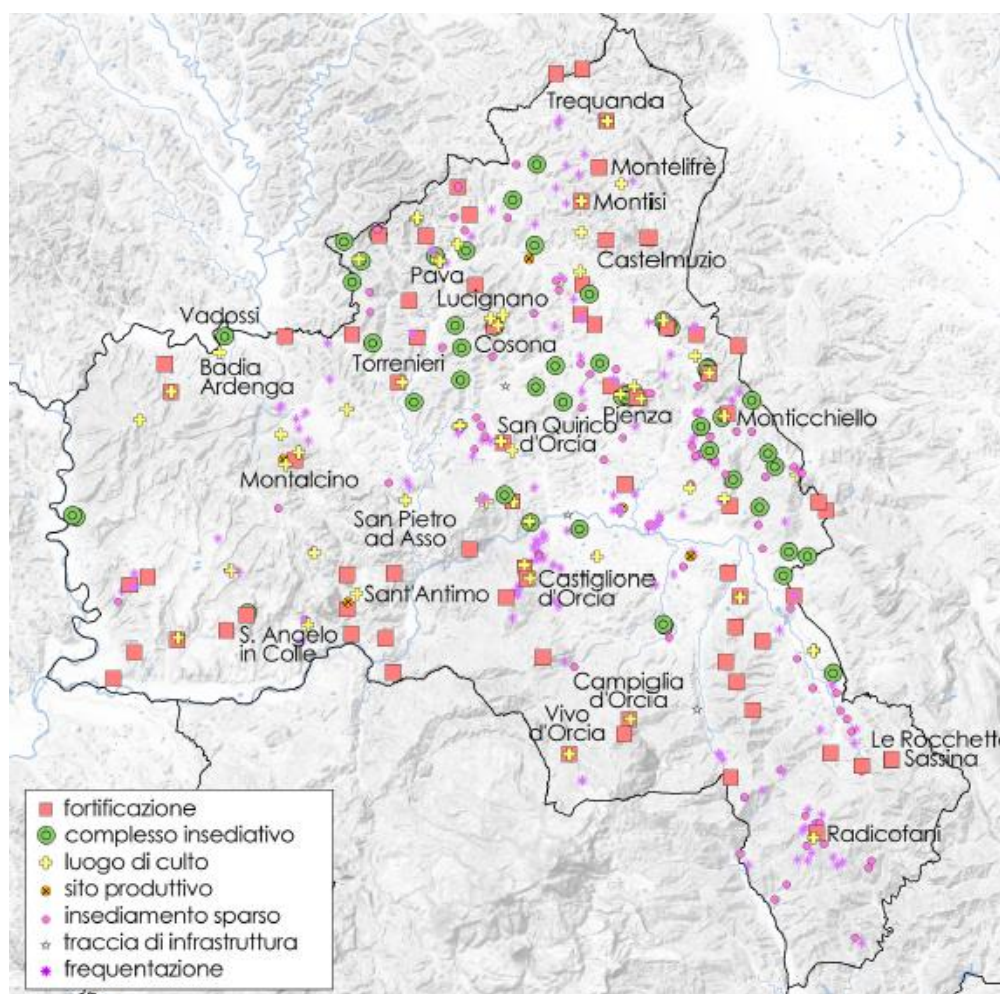 Trequanda
Montelifrè
Montisi
Castelmuzio
Pava
Lucignano
Vadossi
Cosona
Badia
Ardenga
Torrenieri
Pienza
Monticchiello
San Quirico
d'Orcia
Montalcino
San Pietro
ad Asso
Castiglione
d'Orcia
Sant'Antimo
S. Angelo
in Colle
Campiglia
d'Orcia
Vivo
d'Orcia
Le Rocchette
Sassina
Radicofani
fortificazione
complesso insediativo
luogo di culto
sito produttivo
insediamento sparso
traccia di infrastruttura
frequentazione